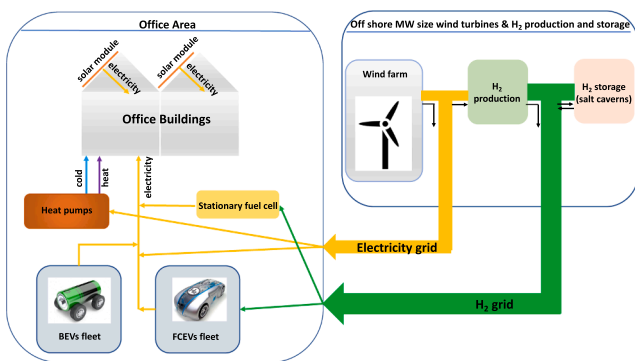 Office Area
Off shore MW size wind turbines & H2 production and storage
solar module
electricity
solar module
electricity
Office Buildings
Wind farm
H2
production
H2 storage
(salt caverns)
cold
heat
electricity
Heat pumps
Stationary fuel cell
Electricity grid
H2 grid
BEVs fleet
FCEVs fleet